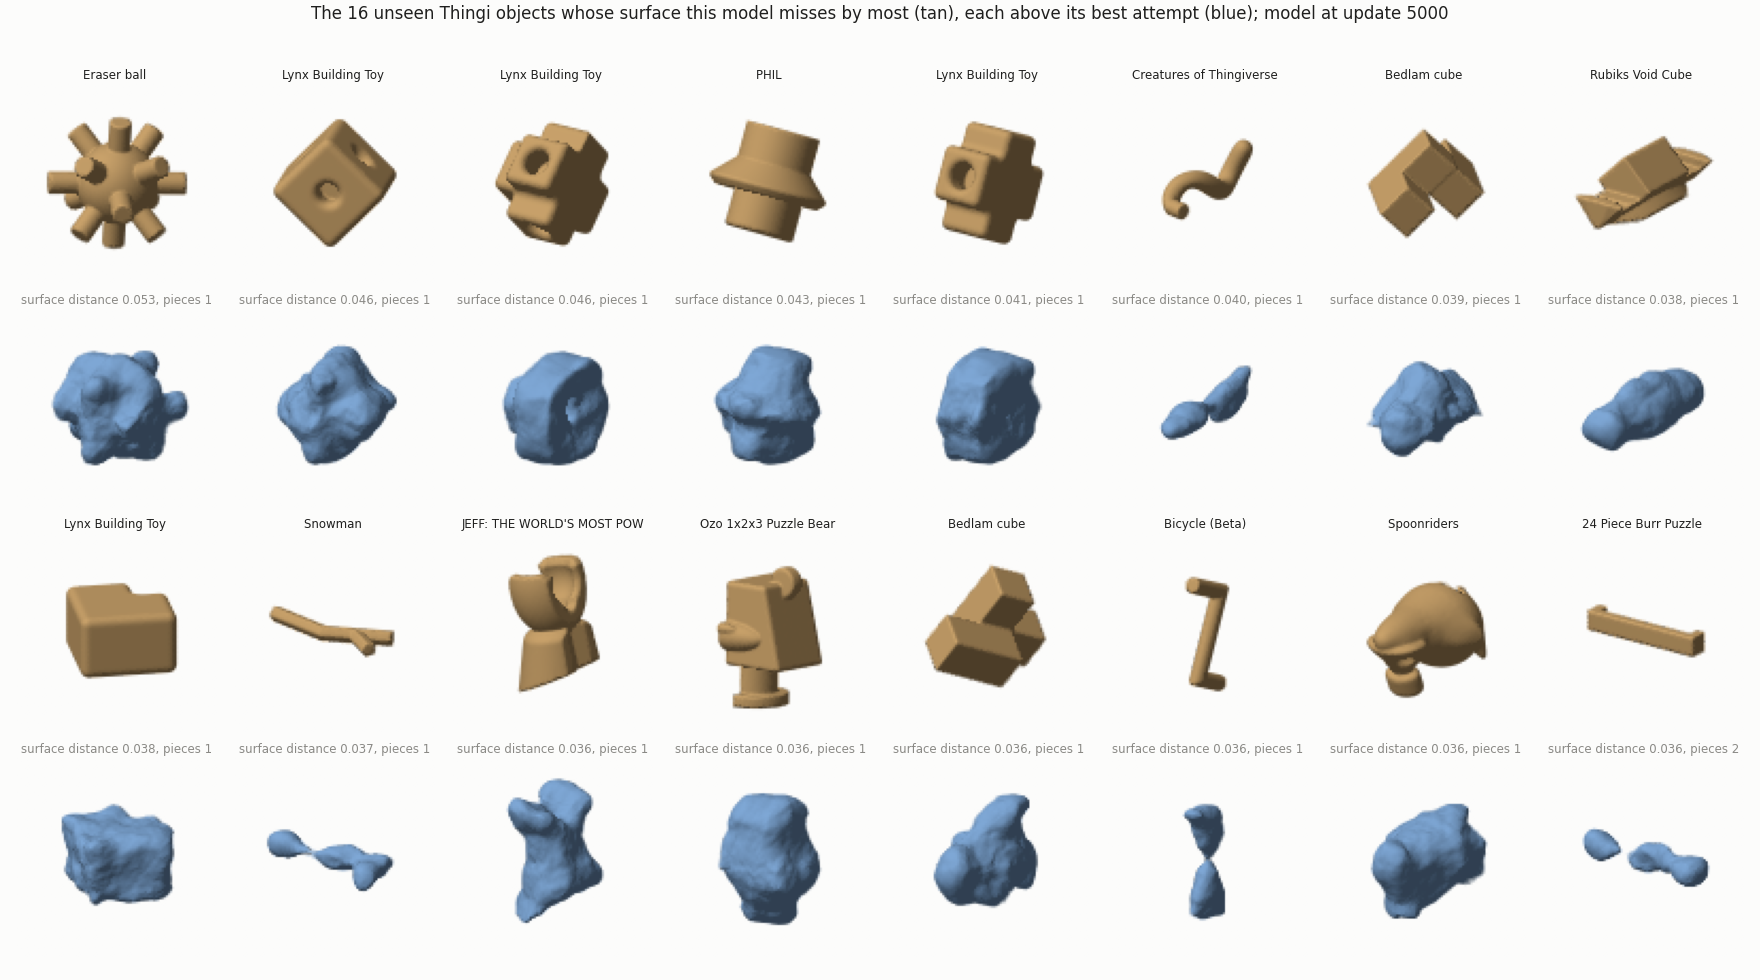 The 16 unseen Thingi objects whose surface this model misses by most (tan), each above its best attempt (blue); model at update 5000
Eraser ball
Lynx Building Toy
Lynx Building Toy
PHIL
Lynx Building Toy
Creatures of Thingiverse
Bedlam cube
Rubiks Void Cube
surface distance 0.053, pieces 1
surface distance 0.046, pieces 1
surface distance 0.046, pieces 1
surface distance 0.043, pieces 1
surface distance 0.041, pieces 1
surface distance 0.040, pieces 1
surface distance 0.039, pieces 1
surface distance 0.038, pieces 1
Lynx Building Toy
Snowman
JEFF: THE WORLD'S MOST POW
Ozo 1x2x3 Puzzle Bear
Bedlam cube
Bicycle (Beta)
Spoonriders
24 Piece Burr Puzzle
surface distance 0.038, pieces 1
surface distance 0.037, pieces 1
surface distance 0.036, pieces 1
surface distance 0.036, pieces 1
surface distance 0.036, pieces 1
surface distance 0.036, pieces 1
surface distance 0.036, pieces 1
surface distance 0.036, pieces 2